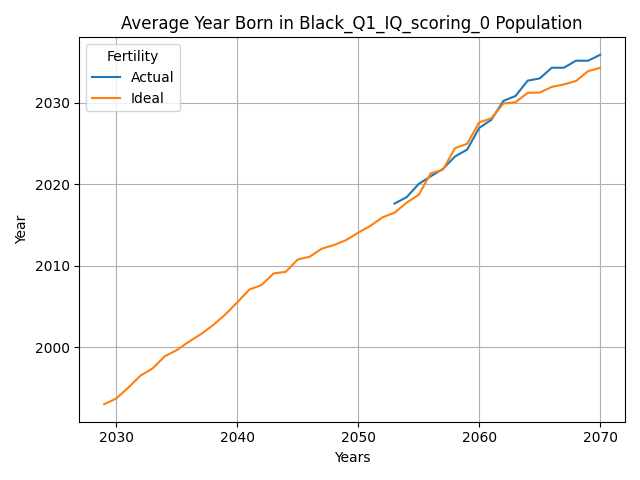 Average Year Born in Black_Q1_IQ_scoring_0 Population
Fertility
Actual
Ideal
2030
2020
2010
2000
Year
2030 2040 2050 2060 2070
Years